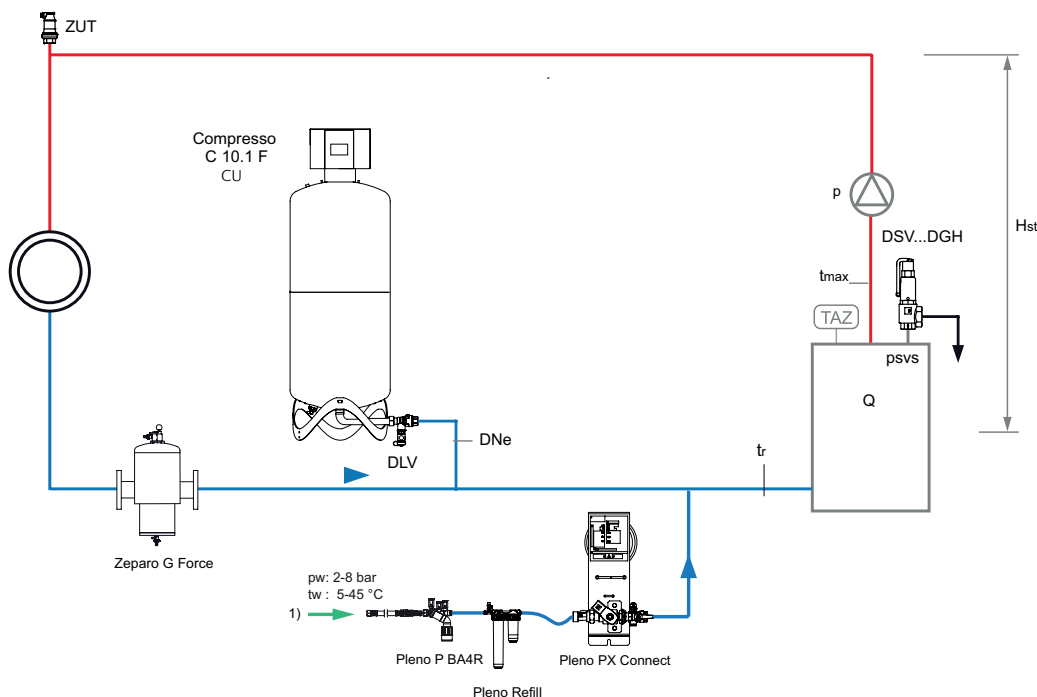 ZUT
Compresso
C 10.1 F
CU
p
Hst
DSV...DGH
tmax
TAZ
psvs
Q
DNe
DLV
tr
Zeparo G Force
pw: 2-8 bar
tw : 5-45 °C
1)
Pleno P BA4R
Pleno PX Connect
Pleno Refill